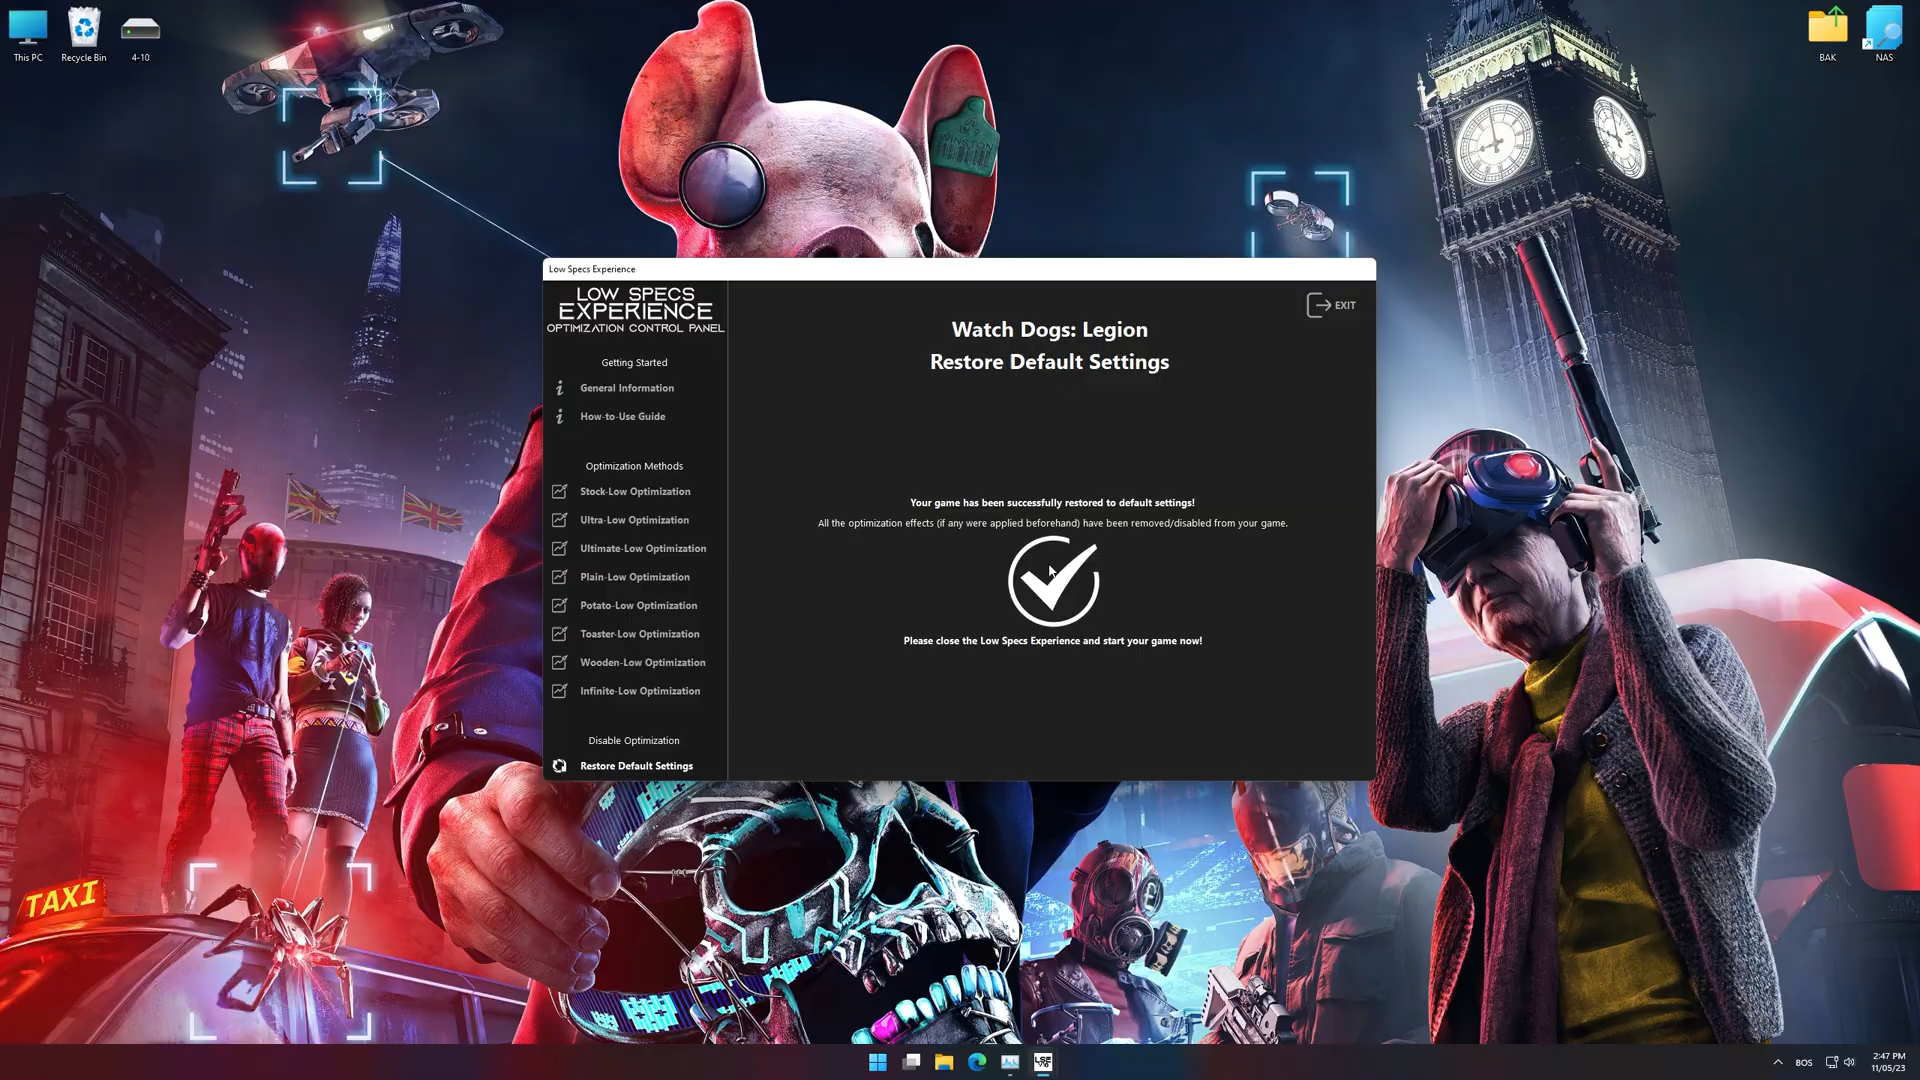 This PC
Recycle Bin
4-10
BAK
NAS
WINSTON
Low Specs Experience
LOW SPECS
EXPERIENCE
OPTIMIZATION CONTROL PANEL
EXIT
Watch Dogs: Legion
Restore Default Settings
Getting Started
General Information
How-to-Use Guide
Optimization Methods
Stock-Low Optimization
Ultra-Low Optimization
Ultimate-Low Optimization
Plain-Low Optimization
Potato-Low Optimization
Toaster-Low Optimization
Wooden-Low Optimization
Infinite-Low Optimization
Disable Optimization
Restore Default Settings
Your game has been successfully restored to default settings!
All the optimization effects (if any were applied beforehand) have been removed/disabled from your game.
Please close the Low Specs Experience and start your game now!
TAXI
LSE
BOS
2:47 PM
11/05/23